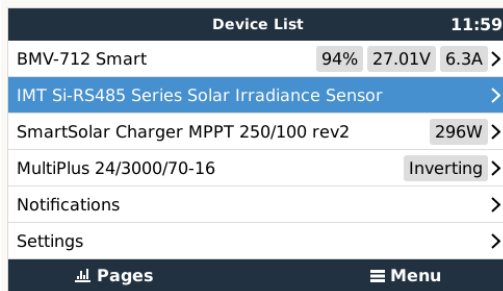 Device List 11:59
BMV-712 Smart 94% 27.01V 6.3A
IMT Si-RS485 Series Solar Irradiance Sensor
SmartSolar Charger MPPT 250/100 rev2 296W
MultiPlus 24/3000/70-16 Inverting
Notifications
Settings
Pages Menu